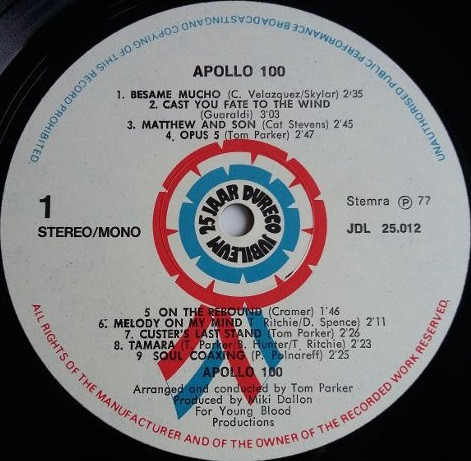 UNAUTHORISED PUBLIC PERFORMANCE BROADCASTING AND COPYING OF THIS RECORD PROHIBITED.
APOLLO 100
1. BESAME MUCHO (C. Velazquez/Skylar) 2'35
2. CAST YOU FATE TO THE WIND
(Guaraldi) 3'03
3. MATTHEW AND SON (Cat Stevens) 2'45
4. OPUS 5 (Tom Parker) 2'47
1
STEREO/MONO
25 JAAR DURECO JUBILEUM
Stemra Ⓟ 77
JDL 25.012
5 ON THE REBOUND (Cramer) 1'46
6. MELODY ON MY MIND T. Ritchie/D. Spence) 2'11
7. CUSTER'S LAST STAND (Tom Parker) 2'26
8. TAMARA (T. Parker/B. Hunter/T. Ritchie) 2'23
9 SOUL COAXING (P. Polnareff) 2'25
APOLLO 100
Arranged and conducted by Tom Parker
Produced by Miki Dallon
For Young Blood
Productions
ALL RIGHTS OF THE MANUFACTURER AND OF THE OWNER OF THE RECORDED WORK RESERVED.